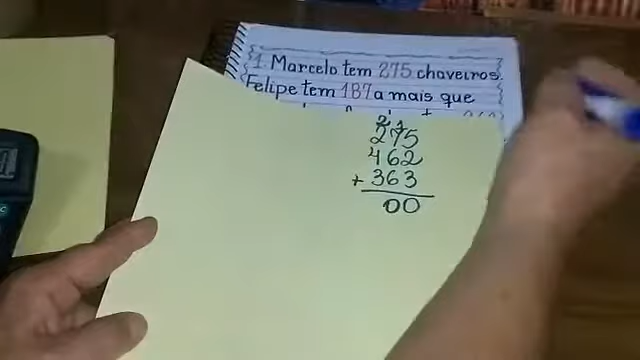 1. Marcelo tem 275 chaveiros.
Felipe tem 187 a mais que
2 1
275
462
+ 363
00